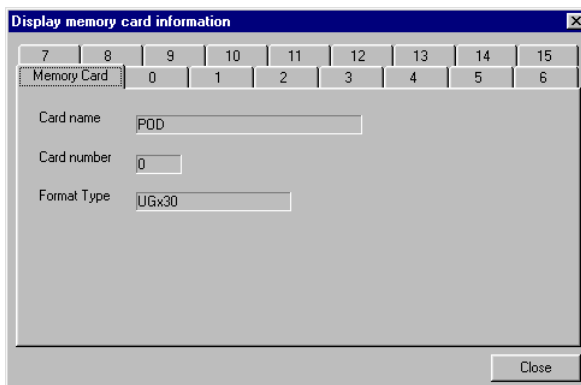 Display memory card information
7 8 9 10 11 12 13 14 15
Memory Card 0 1 2 3 4 5 6
Card name POD
Card number 0
Format Type UGx30
Close